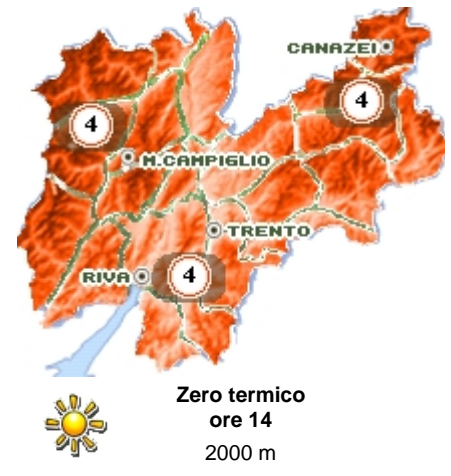 CANAZEI
4
4
M.CAMPIGLIO
TRENTO
RIVA
4
Zero termico
ore 14
2000 m